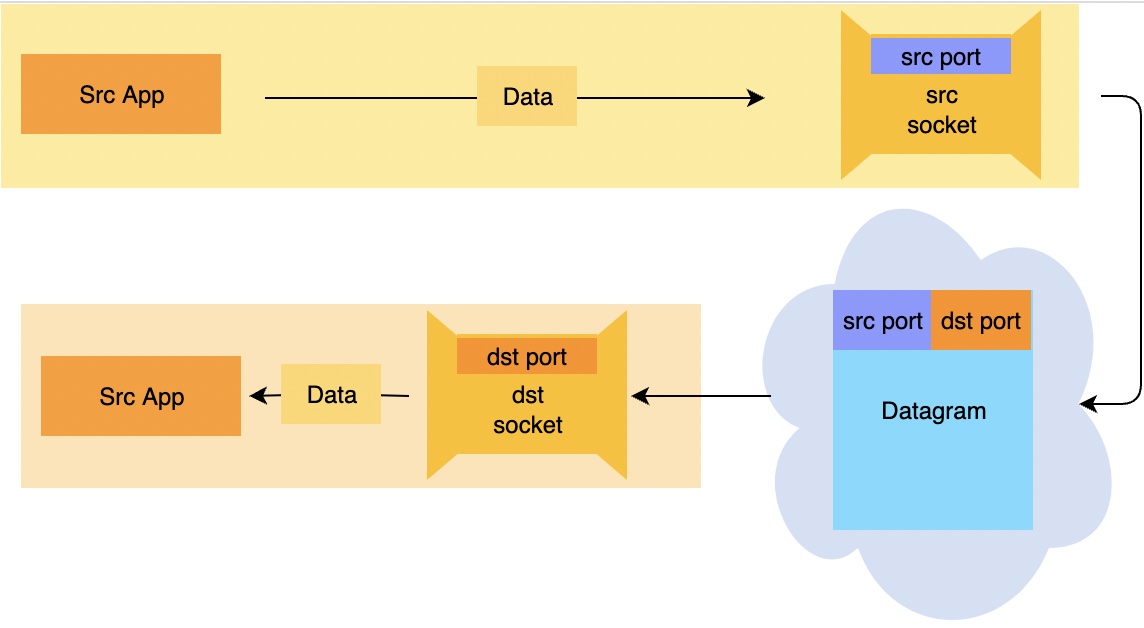 Src App
Data
src port
src
socket
src port
dst port
Datagram
Src App
Data
dst port
dst
socket